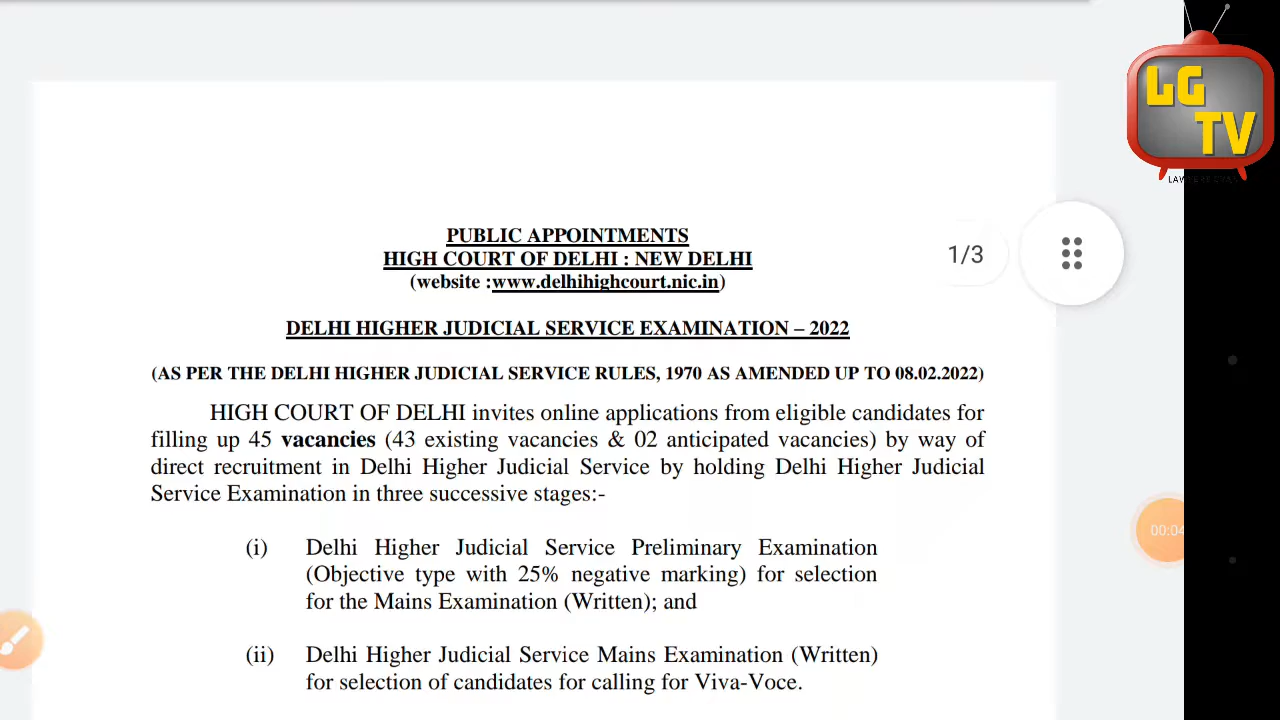 LG
TV
PUBLIC APPOINTMENTS
HIGH COURT OF DELHI : NEW DELHI
(website :www.delhihighcourt.nic.in)
1/3
DELHI HIGHER JUDICIAL SERVICE EXAMINATION – 2022
(AS PER THE DELHI HIGHER JUDICIAL SERVICE RULES, 1970 AS AMENDED UP TO 08.02.2022)
HIGH COURT OF DELHI invites online applications from eligible candidates for
filling up 45 vacancies (43 existing vacancies & 02 anticipated vacancies) by way of
direct recruitment in Delhi Higher Judicial Service by holding Delhi Higher Judicial
Service Examination in three successive stages:-
00:04
(i) Delhi Higher Judicial Service Preliminary Examination
(Objective type with 25% negative marking) for selection
for the Mains Examination (Written); and
(ii) Delhi Higher Judicial Service Mains Examination (Written)
for selection of candidates for calling for Viva-Voce.